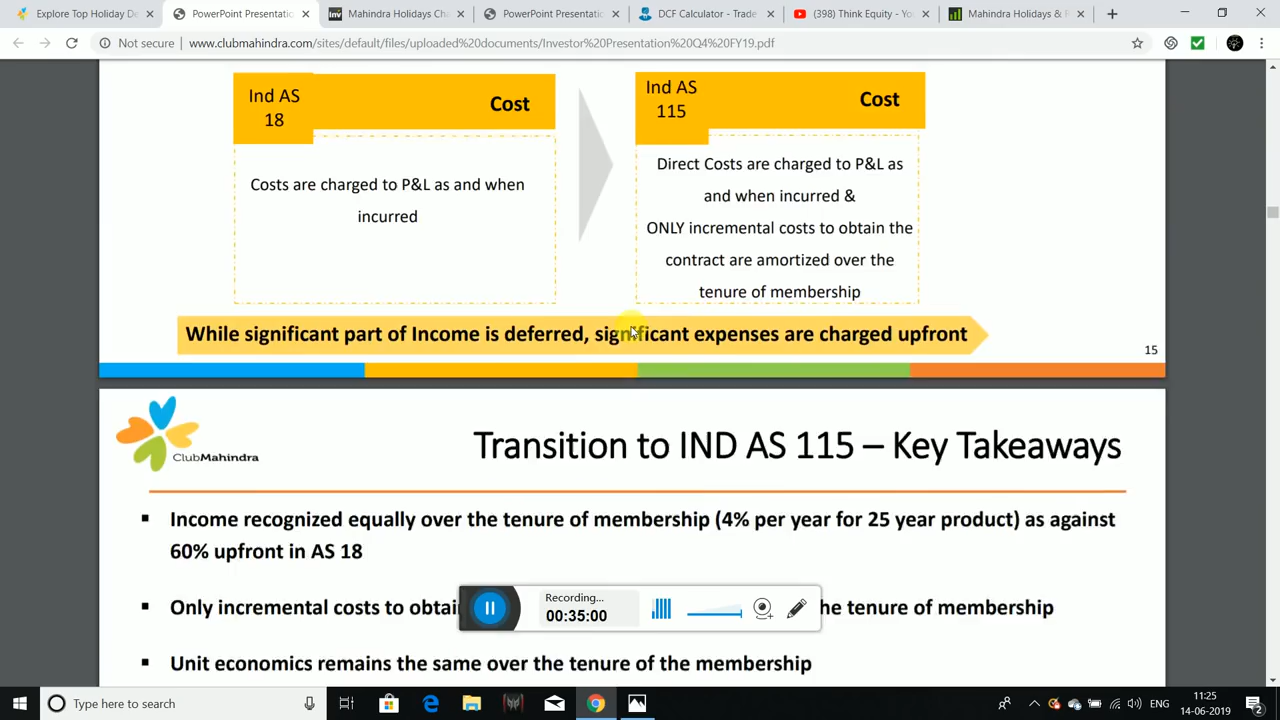 Explore Top Holiday De
PowerPoint Presentatio
Mahindra Holidays Ch
PowerPoint Presentatio
DCF Calculator - Trade
(398) Think Equity - Yo
Mahindra Holidays & R
Not secure | www.clubmahindra.com/sites/default/files/uploaded%20documents/Investor%20Presentation%20Q4%20FY19.pdf
Ind AS
18
Cost
Costs are charged to P&L as and when
incurred
Ind AS
115
Cost
Direct Costs are charged to P&L as
and when incurred &
ONLY incremental costs to obtain the
contract are amortized over the
tenure of membership
While significant part of Income is deferred, significant expenses are charged upfront
15
ClubMahindra
Transition to IND AS 115 – Key Takeaways
▪ Income recognized equally over the tenure of membership (4% per year for 25 year product) as against
60% upfront in AS 18
▪ Only incremental costs to obtai
he tenure of membership
▪ Unit economics remains the same over the tenure of the membership
Recording...
00:35:00
Type here to search
ENG
11:25
14-06-2019
2